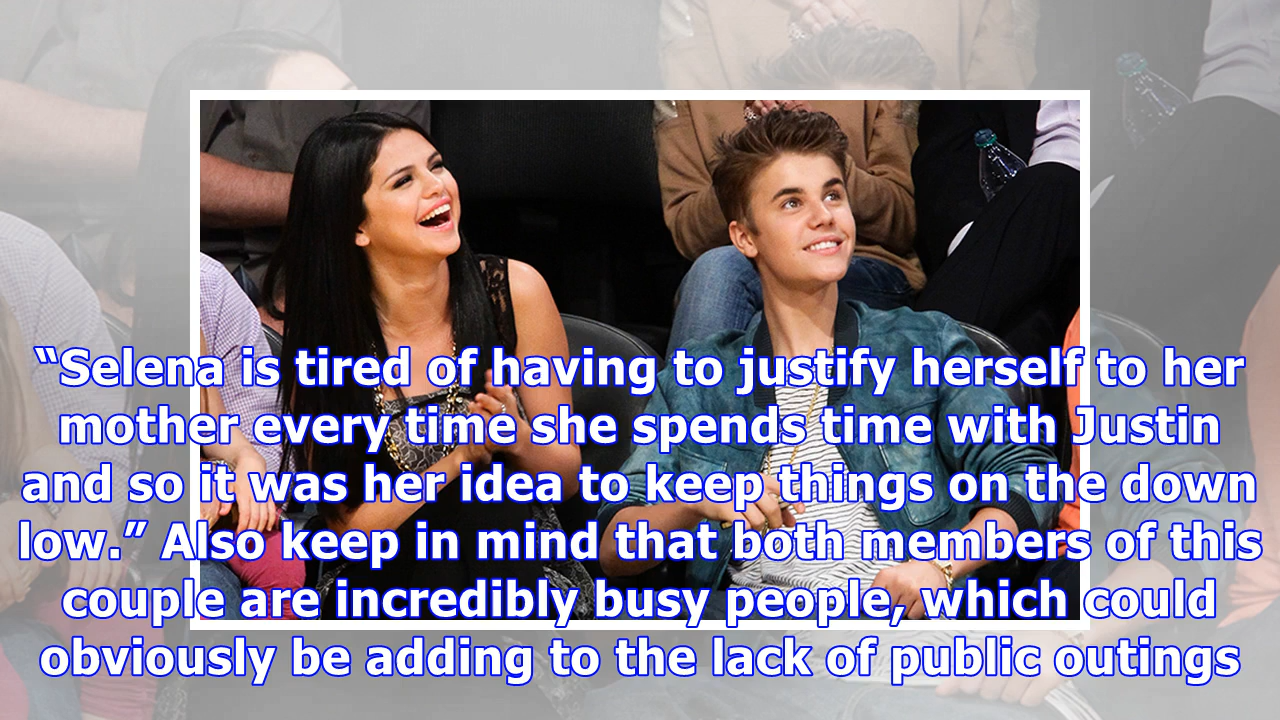 “Selena is tired of having to justify herself to her
mother every time she spends time with Justin
and so it was her idea to keep things on the down
low.” Also keep in mind that both members of this
couple are incredibly busy people, which could
obviously be adding to the lack of public outings